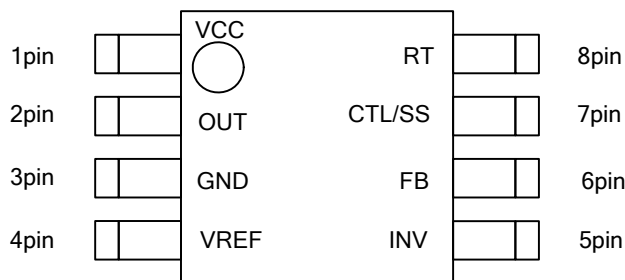 VCC
1pin RT 8pin
2pin OUT CTL/SS 7pin
3pin GND FB 6pin
4pin VREF INV 5pin